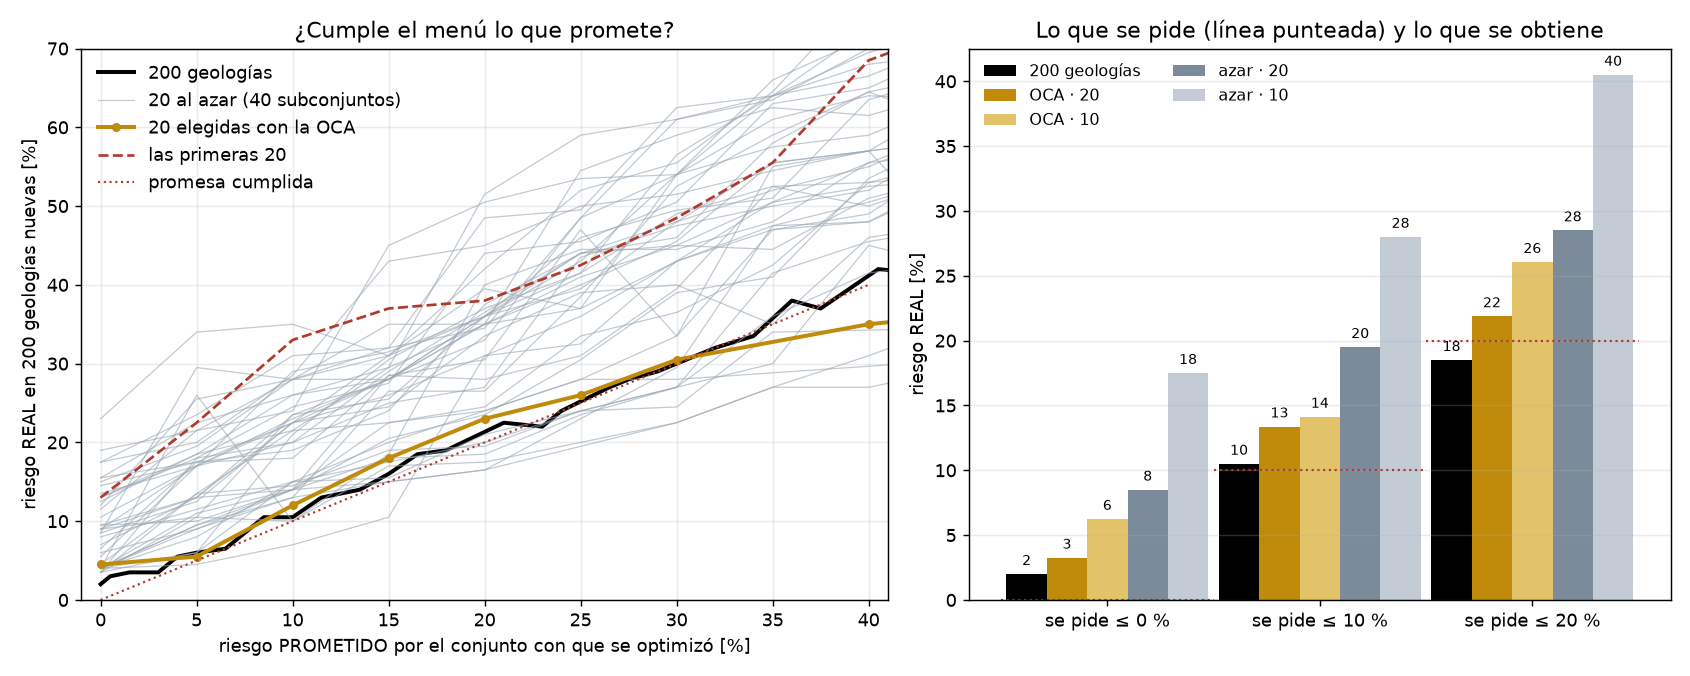 ¿Cumple el menú lo que promete?
70
60
50
40
30
20
10
0
riesgo REAL en 200 geologías nuevas [%]
200 geologías
20 al azar (40 subconjuntos)
20 elegidas con la OCA
las primeras 20
promesa cumplida
0
5
10
15
20
25
30
35
40
riesgo PROMETIDO por el conjunto con que se optimizó [%]
Lo que se pide (línea punteada) y lo que se obtiene
40
35
30
25
20
15
10
5
0
riesgo REAL [%]
200 geologías
OCA · 20
OCA · 10
azar · 20
azar · 10
2
3
6
8
18
10
13
14
20
28
18
22
26
28
40
se pide ≤ 0 %
se pide ≤ 10 %
se pide ≤ 20 %